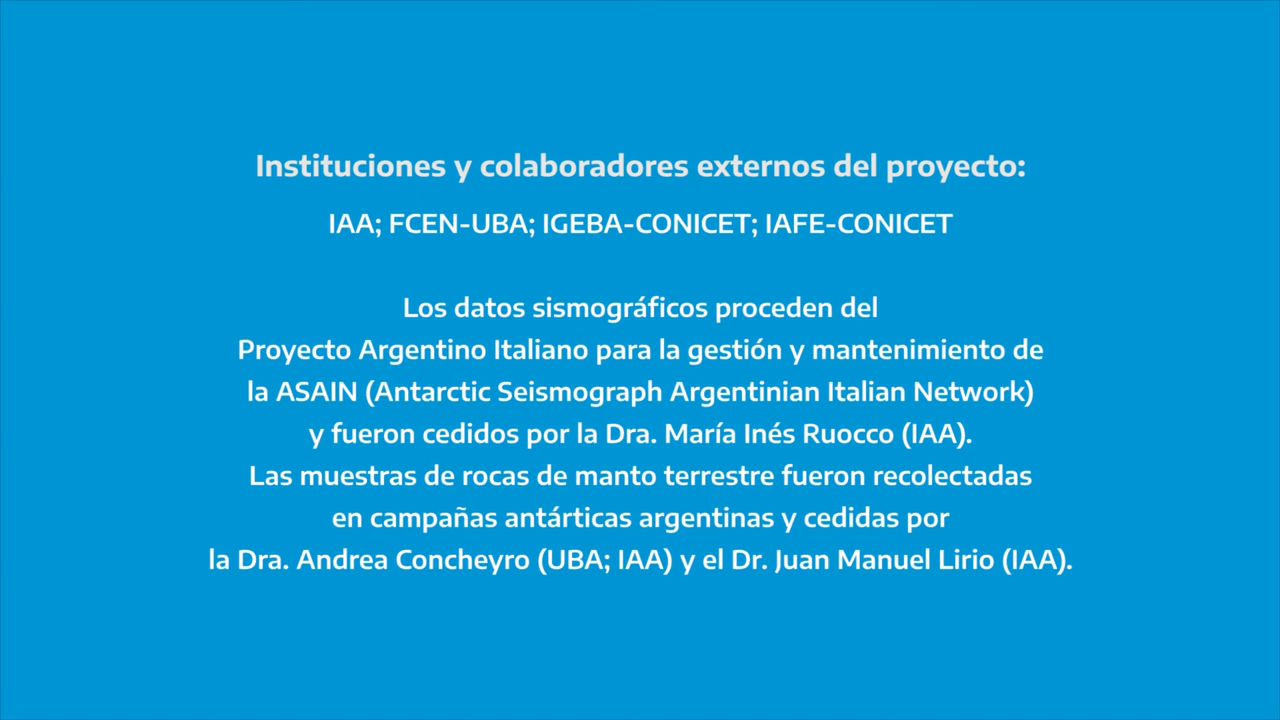 Instituciones y colaboradores externos del proyecto:
IAA; FCEN-UBA; IGEBA-CONICET; IAFE-CONICET
Los datos sismográficos proceden del
Proyecto Argentino Italiano para la gestión y mantenimiento de
la ASAIN (Antarctic Seismograph Argentinian Italian Network)
y fueron cedidos por la Dra. María Inés Ruocco (IAA).
Las muestras de rocas de manto terrestre fueron recolectadas
en campañas antárticas argentinas y cedidas por
la Dra. Andrea Concheyro (UBA; IAA) y el Dr. Juan Manuel Lirio (IAA).